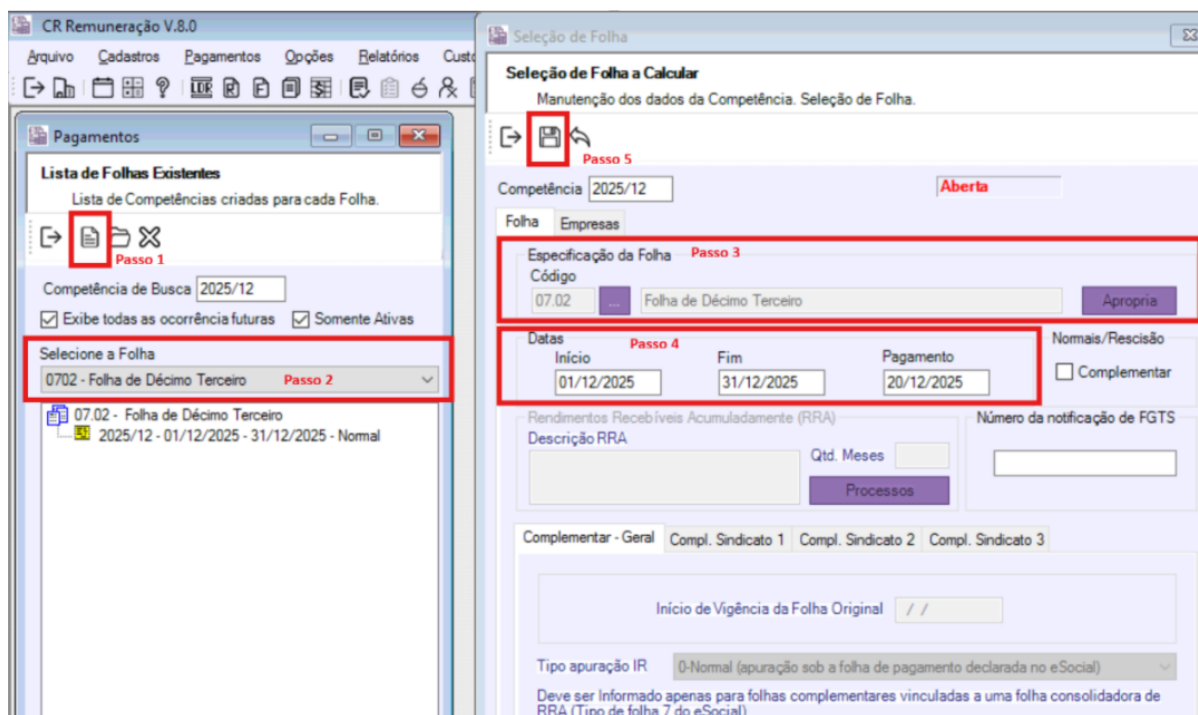 CR Remuneração V.8.0
Arquivo Cadastros Pagamentos Opções Relatórios
Pagamentos
Lista de Folhas Existentes
Lista de Competências criadas para cada Folha.
Passo 1
Competência de Busca 2025/12
Exibe todas as ocorrência futuras Somente Ativas
Selecione a Folha
0702 - Folha de Décimo Terceiro Passo 2
07.02 - Folha de Décimo Terceiro
2025/12 - 01/12/2025 - 31/12/2025 - Normal
Seleção de Folha
Seleção de Folha a Calcular
Manutenção dos dados da Competência. Seleção de Folha.
Passo 5
Competência 2025/12 Aberta
Folha Empresas
Especificação da Folha Passo 3
Código
07.02 ... Folha de Décimo Terceiro Apropria
Datas Passo 4 Normais/Rescisão
Início Fim Pagamento
01/12/2025 31/12/2025 20/12/2025 Complementar
Rendimentos Recebíveis Acumuladamente (RRA) Número da notificação de FGTS
Descrição RRA
Qtd. Meses
Processos
Complementar - Geral Compl. Sindicato 1 Compl. Sindicato 2 Compl. Sindicato 3
Início de Vigência da Folha Original / /
Tipo apuração IR 0-Normal (apuração sob a folha de pagamento declarada no eSocial)
Deve ser Informado apenas para folhas complementares vinculadas a uma folha consolidadora de
RRA (Tipo de folha 7 do eSocial)